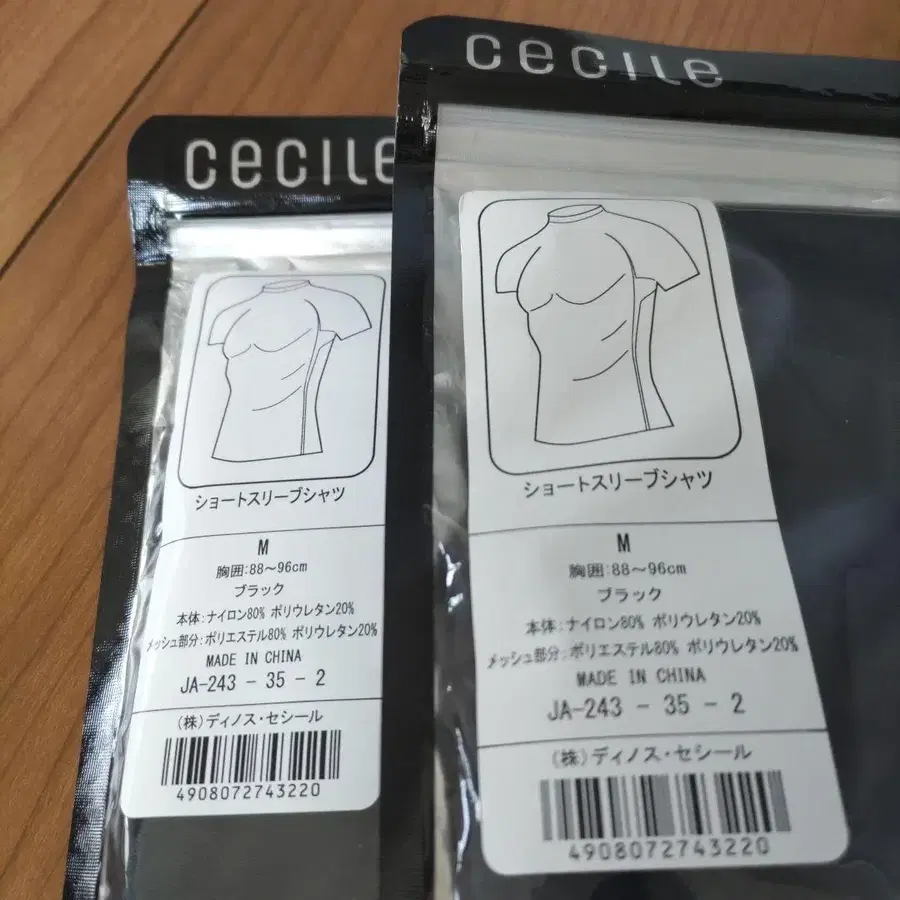 cecile
ショートスリーブシャツ
M
胸囲:88～96cm
ブラック
本体:ナイロン80% ポリウレタン20%
メッシュ部分:ポリエステル80% ポリウレタン20%
MADE IN CHINA
JA-243 - 35 - 2
(株)ディノス・セシール
4908072743220
cecile
ショートスリーブシャツ
M
胸囲:88～96cm
ブラック
本体:ナイロン80% ポリウレタン20%
メッシュ部分:ポリエステル80% ポリウレタン20%
MADE IN CHINA
JA-243 - 35 - 2
(株)ディノス・セシール
4908072743220